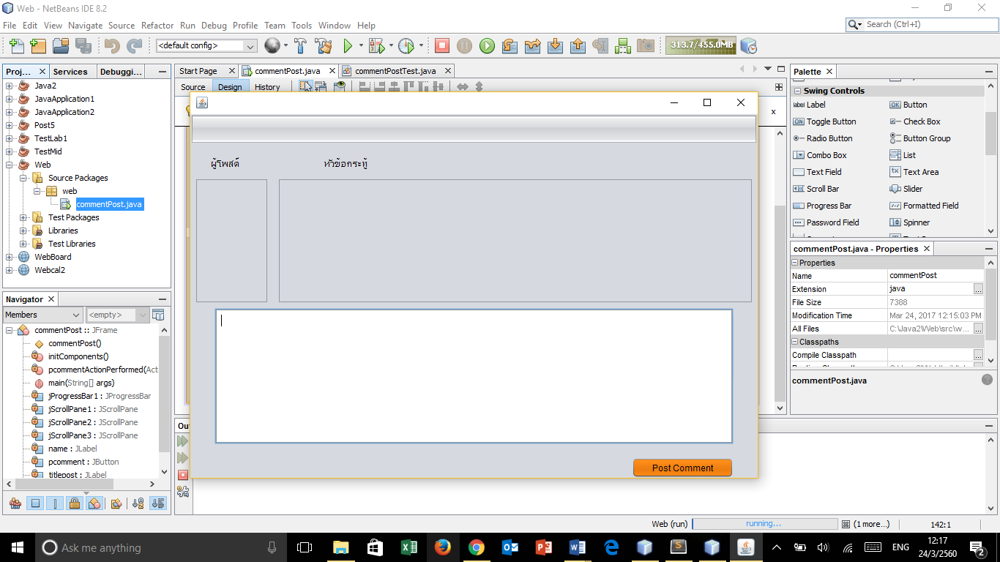 Web - NetBeans IDE 8.2
File Edit View Navigate Source Refactor Run Debug Profile Team Tools Window Help
Search (Ctrl+I)
<default config>
313.7/455.0MB
Proj... Services Debuggi...
Java2
JavaApplication1
JavaApplication2
Post5
TestLab1
TestMid
Web
Source Packages
web
commentPost.java
Test Packages
Libraries
Test Libraries
WebBoard
Webcal2
Navigator
Members <empty>
commentPost :: JFrame
commentPost()
initComponents()
pcommentActionPerformed(Act
main(String[] args)
jProgressBar1 : JProgressBar
jScrollPane1 : JScrollPane
jScrollPane2 : JScrollPane
jScrollPane3 : JScrollPane
name : JLabel
pcomment : JButton
titlepost : JLabel
Start Page commentPost.java commentPostTest.java
Source Design History
x
ผู้โพสต์ หัวข้อกระทู้
Post Comment
Ou
Palette
Swing Controls
Label Button
Toggle Button Check Box
Radio Button Button Group
Combo Box List
Text Field Text Area
Scroll Bar Slider
Progress Bar Formatted Field
Password Field Spinner
commentPost.java - Properties
Properties
Name commentPost
Extension java
File Size 7388
Modification Time Mar 24, 2017 12:15:03 PM
All Files C:\Java2\Web\src\w...
Classpaths
Compile Classpath
commentPost.java
Web (run) running... (1 more...) 142:1
Ask me anything
ENG 12:17
24/3/2560
2